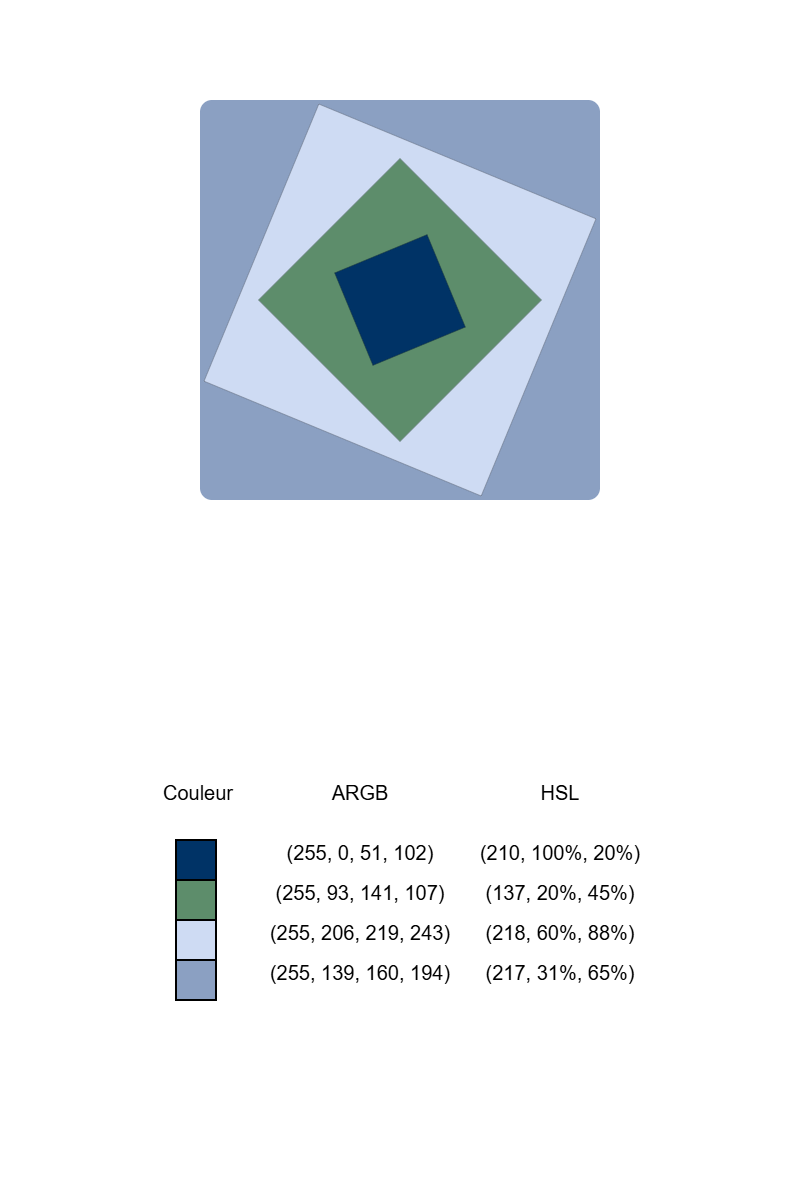 Couleur ARGB HSL
(255, 0, 51, 102) (210, 100%, 20%)
(255, 93, 141, 107) (137, 20%, 45%)
(255, 206, 219, 243) (218, 60%, 88%)
(255, 139, 160, 194) (217, 31%, 65%)